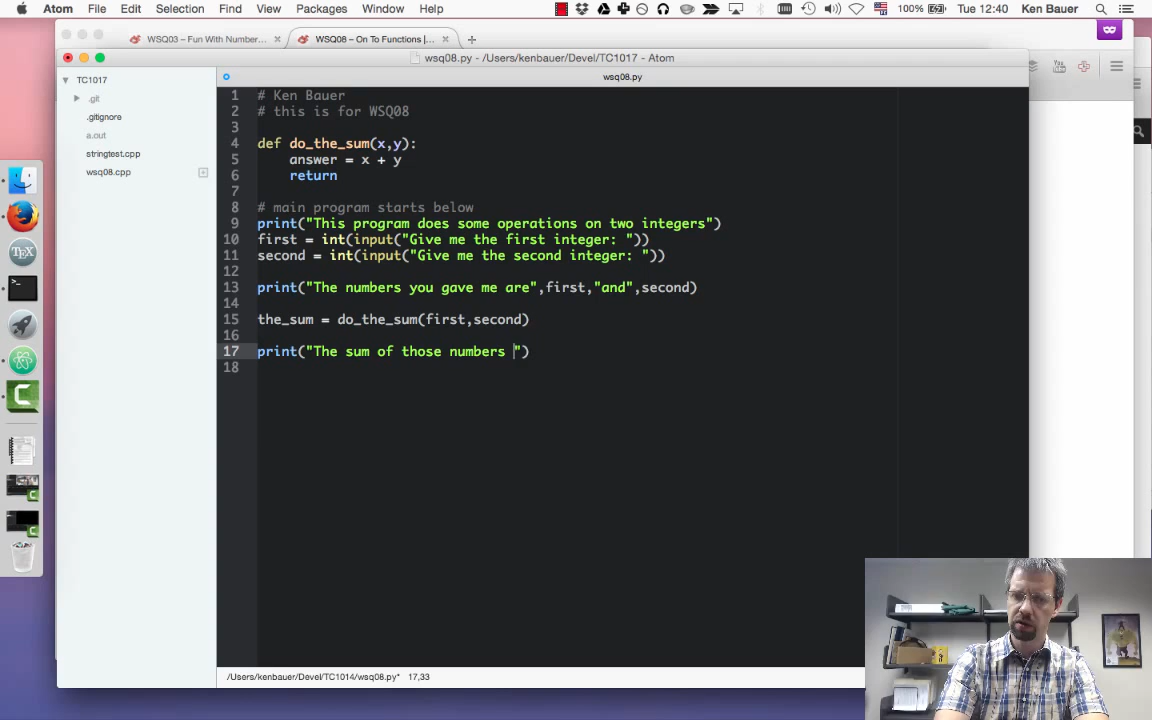 Atom File Edit Selection Find View Packages Window Help 100% Tue 12:40 Ken Bauer
WSQ03 – Fun With Number... × WSQ08 – On To Functions |... ×
wsq08.py - /Users/kenbauer/Devel/TC1017 - Atom
TC1017
.git
.gitignore
a.out
stringtest.cpp
wsq08.cpp
wsq08.py
1 # Ken Bauer
2 # this is for WSQ08
3
4 def do_the_sum(x,y):
5 answer = x + y
6 return
7
8 # main program starts below
9 print("This program does some operations on two integers")
10 first = int(input("Give me the first integer: "))
11 second = int(input("Give me the second integer: "))
12
13 print("The numbers you gave me are",first,"and",second)
14
15 the_sum = do_the_sum(first,second)
16
17 print("The sum of those numbers ")
18
/Users/kenbauer/Devel/TC1014/wsq08.py* 17,33
TEX
You